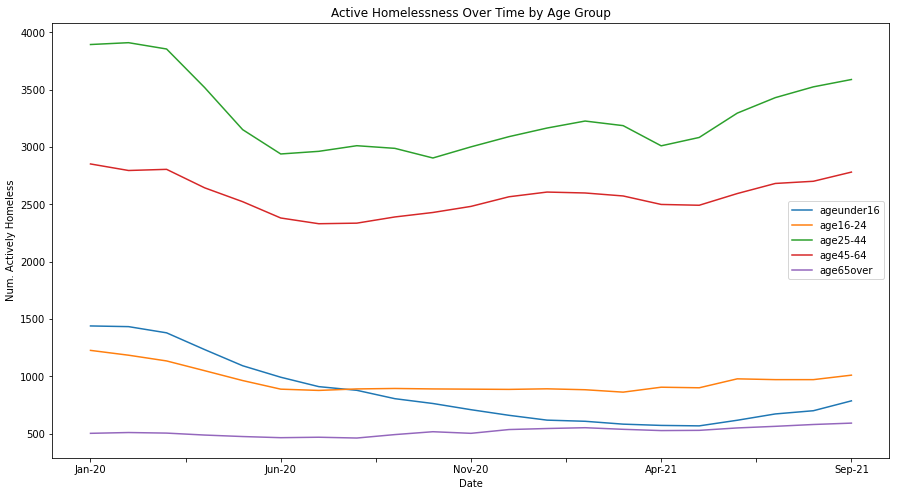 Active Homelessness Over Time by Age Group
Num. Actively Homeless
4000
3500
3000
2500
2000
1500
1000
500
ageunder16
age16-24
age25-44
age45-64
age65over
Jan-20
Jun-20
Nov-20
Apr-21
Sep-21
Date